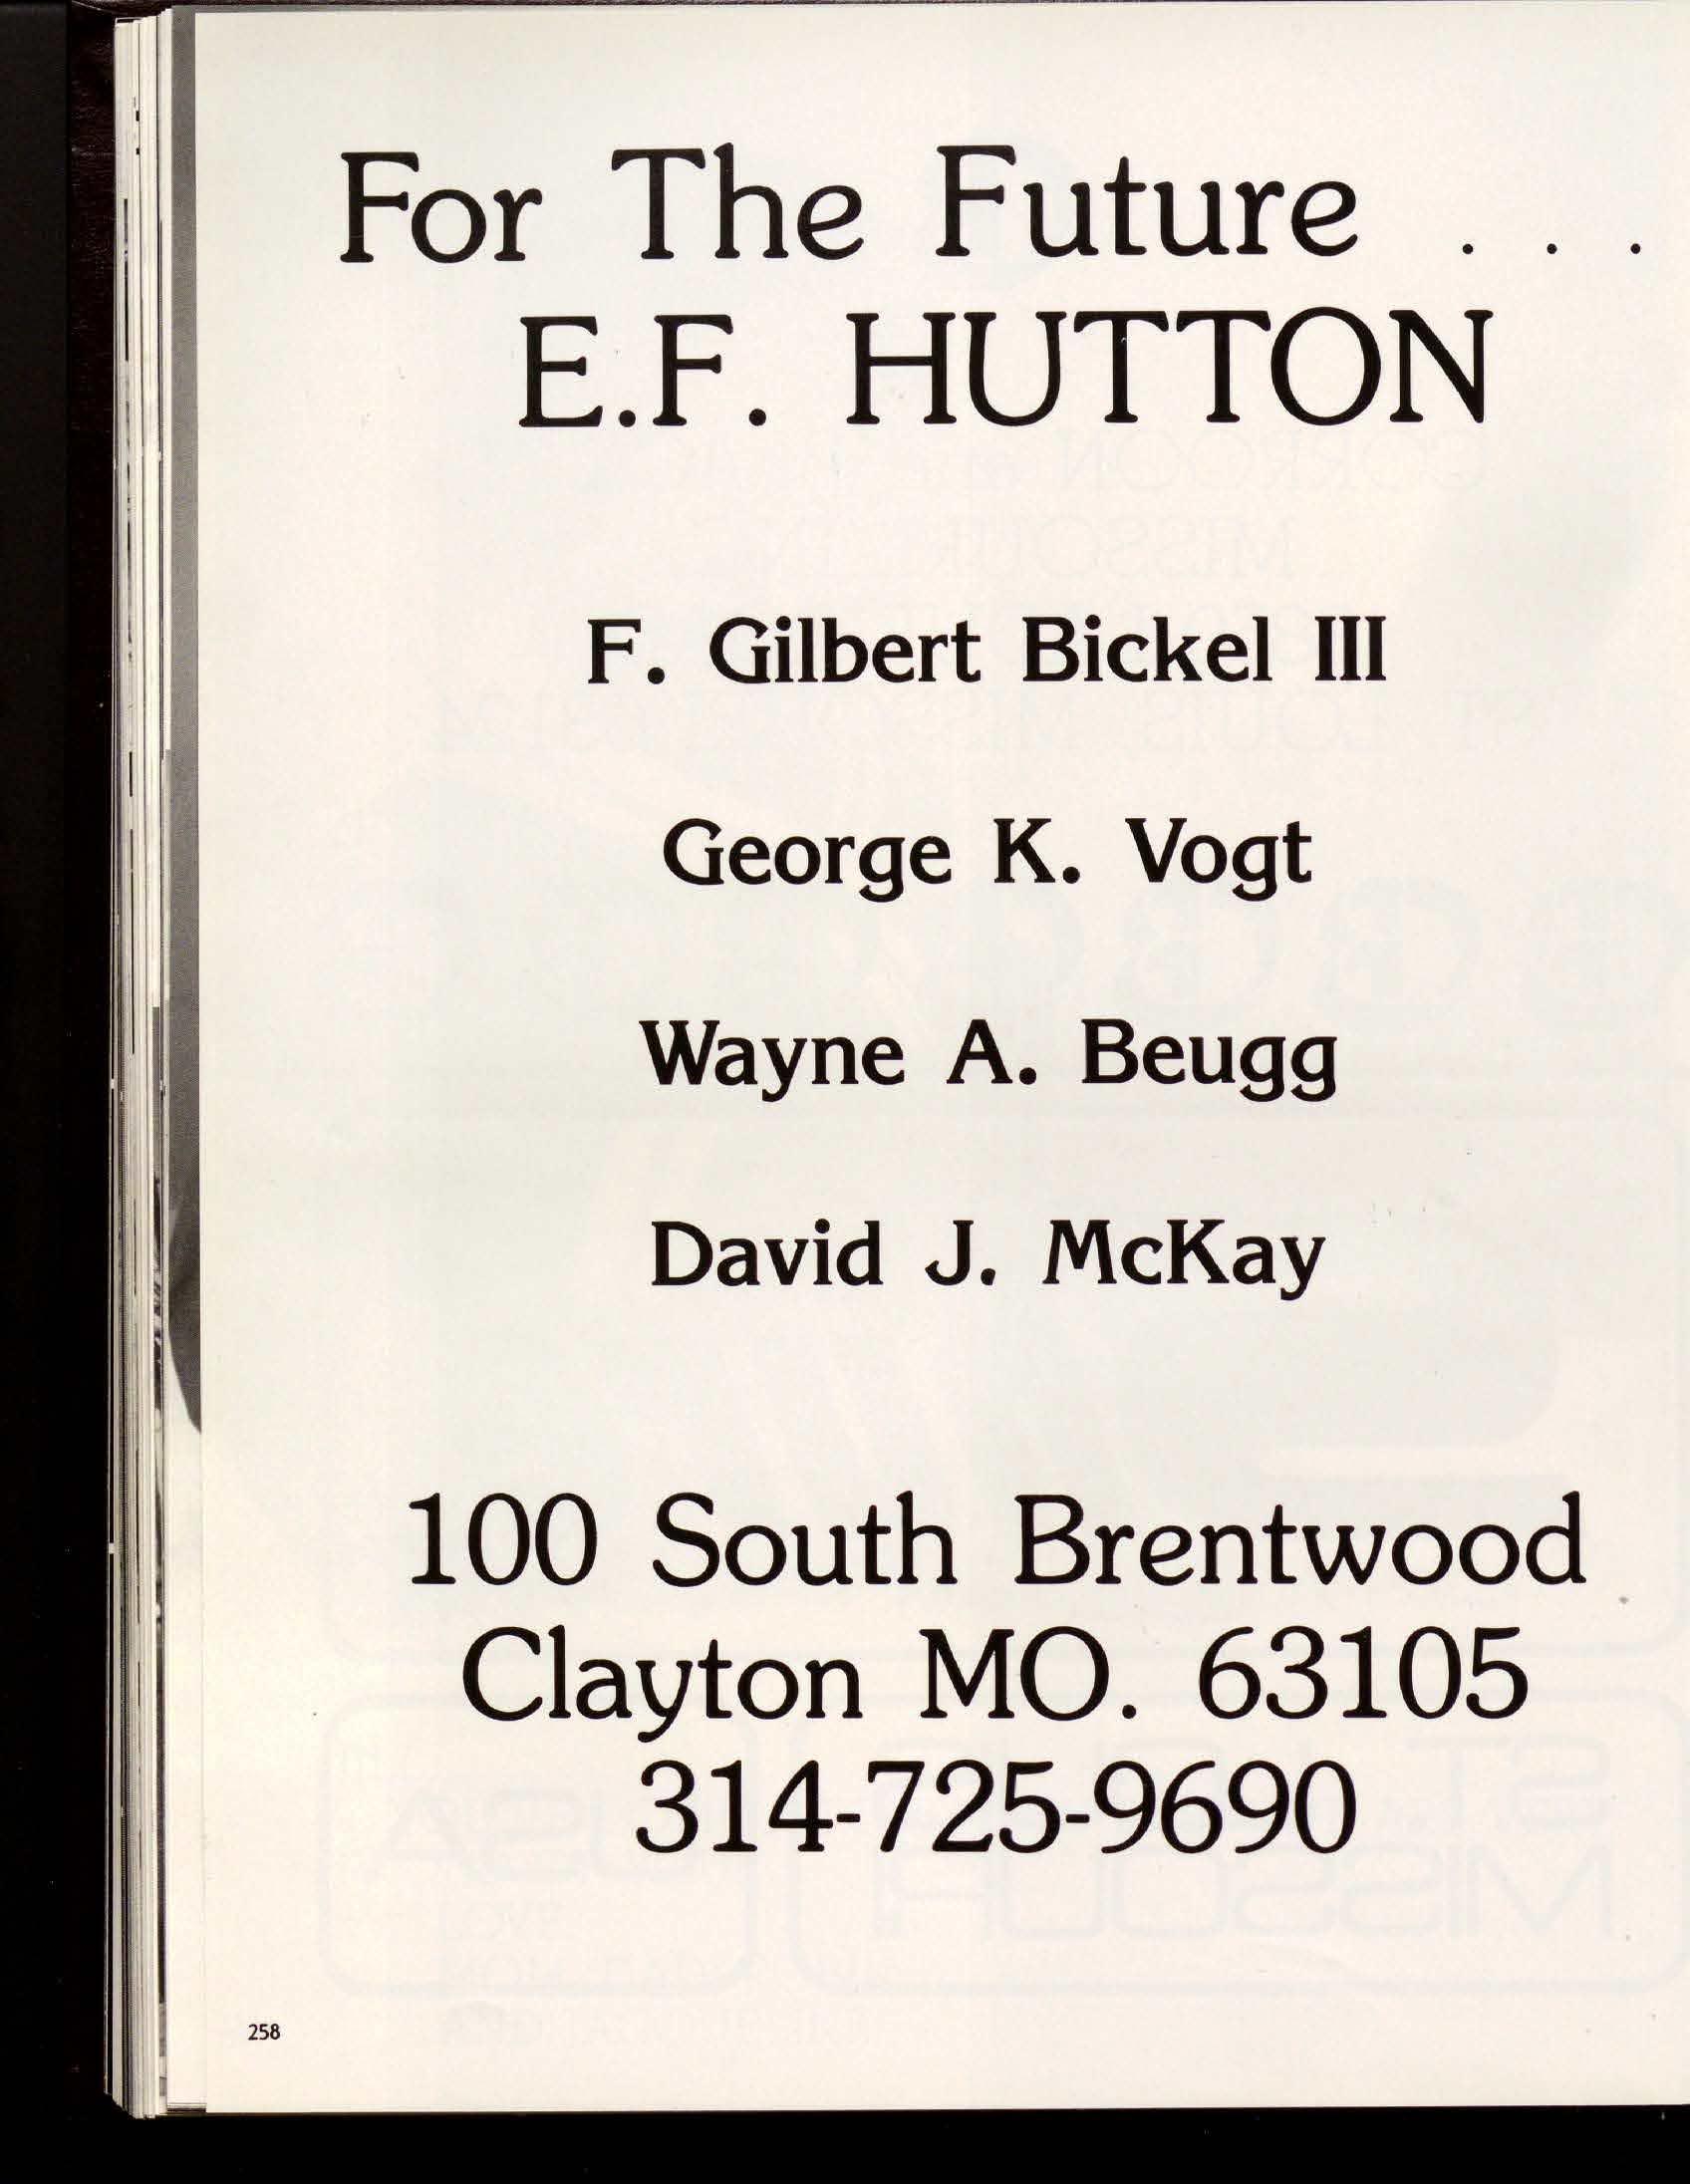 For The Future . . .
E.F. HUTTON
F. Gilbert Bickel III
George K. Vogt
Wayne A. Beugg
David J. McKay
100 South Brentwood
Clayton MO. 63105
314-725-9690
258